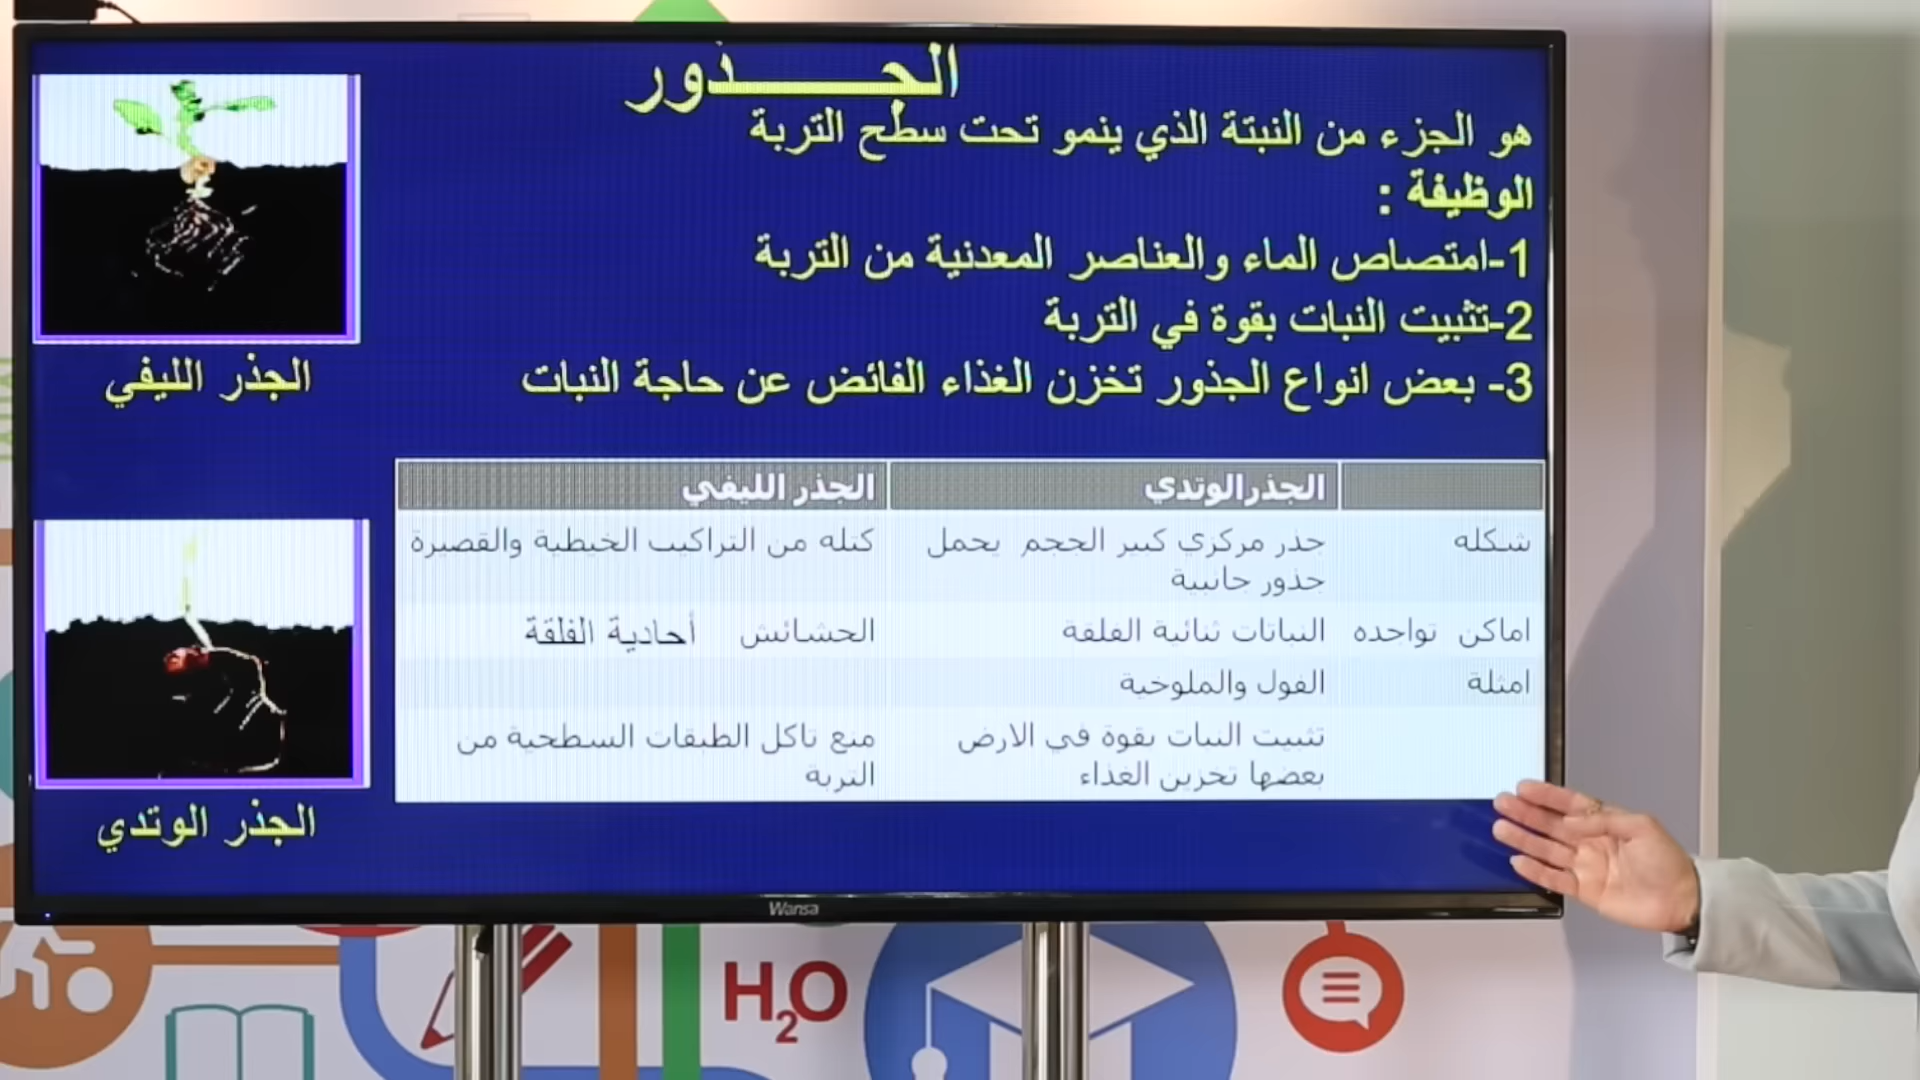 الجـــــذور
هو الجزء من النبتة الذي ينمو تحت سطح التربة
الوظيفة :
1-امتصاص الماء والعناصر المعدنية من التربة
2-تثبيت النبات بقوة في التربة
3- بعض انواع الجذور تخزن الغذاء الفائض عن حاجة النبات
الجذر الليفي
الجذر الوتدي
الجذرالوتدي الجذر الليفي
شكله جذر مركزي كبير الحجم يحمل كتله من التراكيب الخيطية والقصيرة
جذور جانبية
اماكن تواجده النباتات ثنائية الفلقة الحشائش أحادية الفلقة
امثلة الفول والملوخية
تثبيت النبات بقوة في الارض منع تاكل الطبقات السطحية من
بعضها تخزين الغذاء التربة
Wansa
H2O